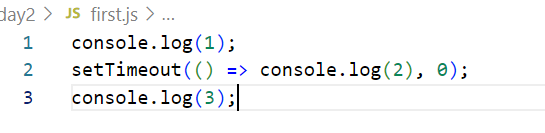 day2 > JS first.js > ...
1 console.log(1);
2 setTimeout(() => console.log(2), 0);
3 console.log(3);